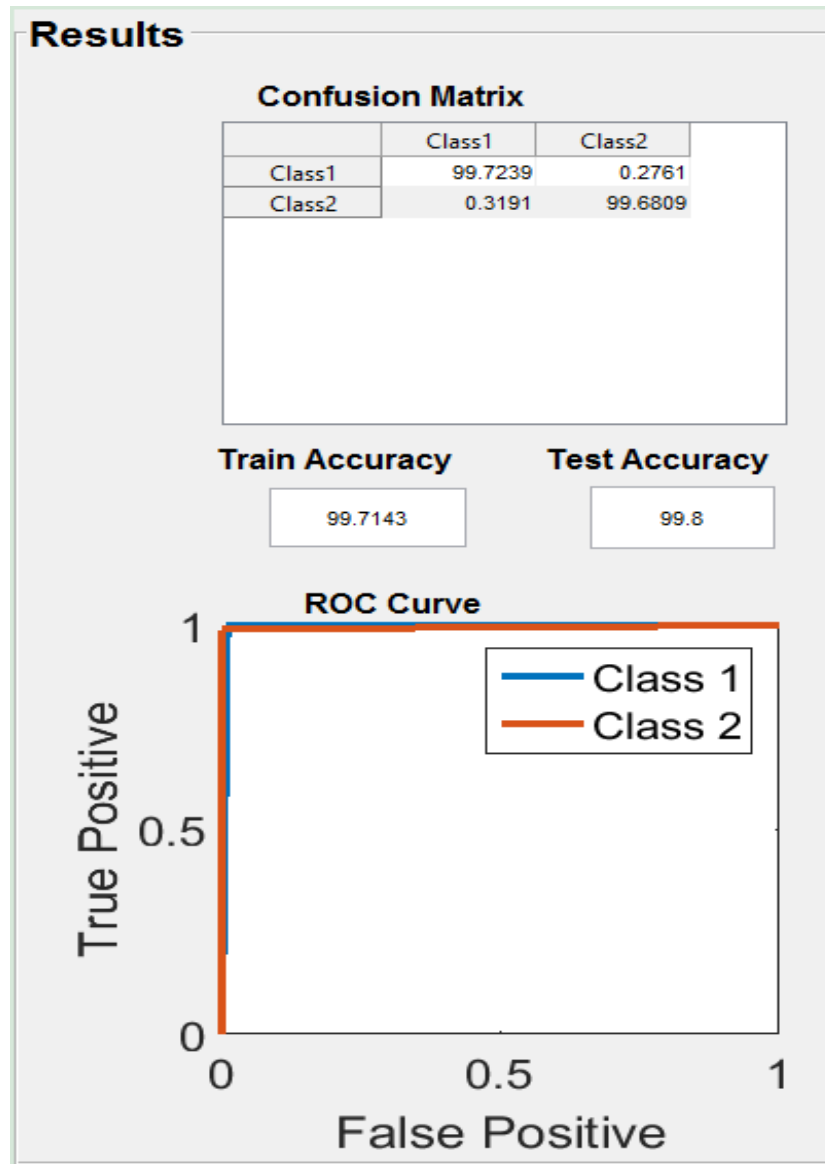 Results
Confusion Matrix
Class1 Class2
Class1 99.7239 0.2761
Class2 0.3191 99.6809
Train Accuracy Test Accuracy
99.7143 99.8
ROC Curve
1
Class 1
Class 2
True Positive
0.5
0
0 0.5 1
False Positive